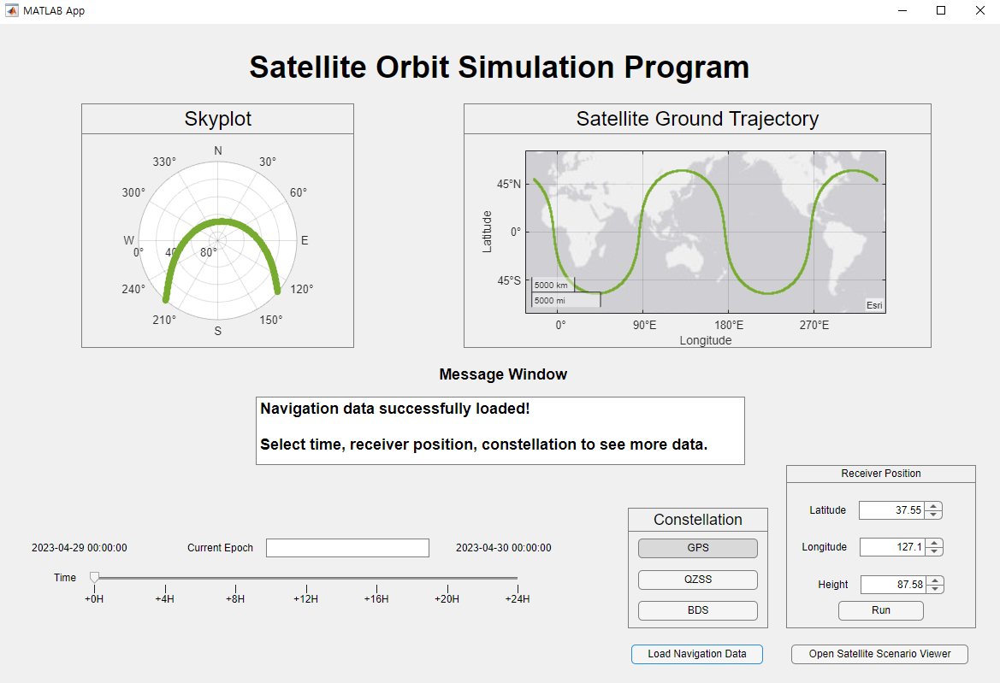 MATLAB App
Satellite Orbit Simulation Program
Skyplot
N
330° 30°
300° 60°
W E
0° 40 80°
240° 120°
210° 150°
S
Satellite Ground Trajectory
45°N
0°
45°S
Latitude
5000 km
5000 mi
Esri
0° 90°E 180°E 270°E
Longitude
Message Window
Navigation data successfully loaded!
Select time, receiver position, constellation to see more data.
2023-04-29 00:00:00 Current Epoch 2023-04-30 00:00:00
Time
+0H +4H +8H +12H +16H +20H +24H
Constellation
GPS
QZSS
BDS
Load Navigation Data
Receiver Position
Latitude 37.55
Longitude 127.1
Height 87.58
Run
Open Satellite Scenario Viewer